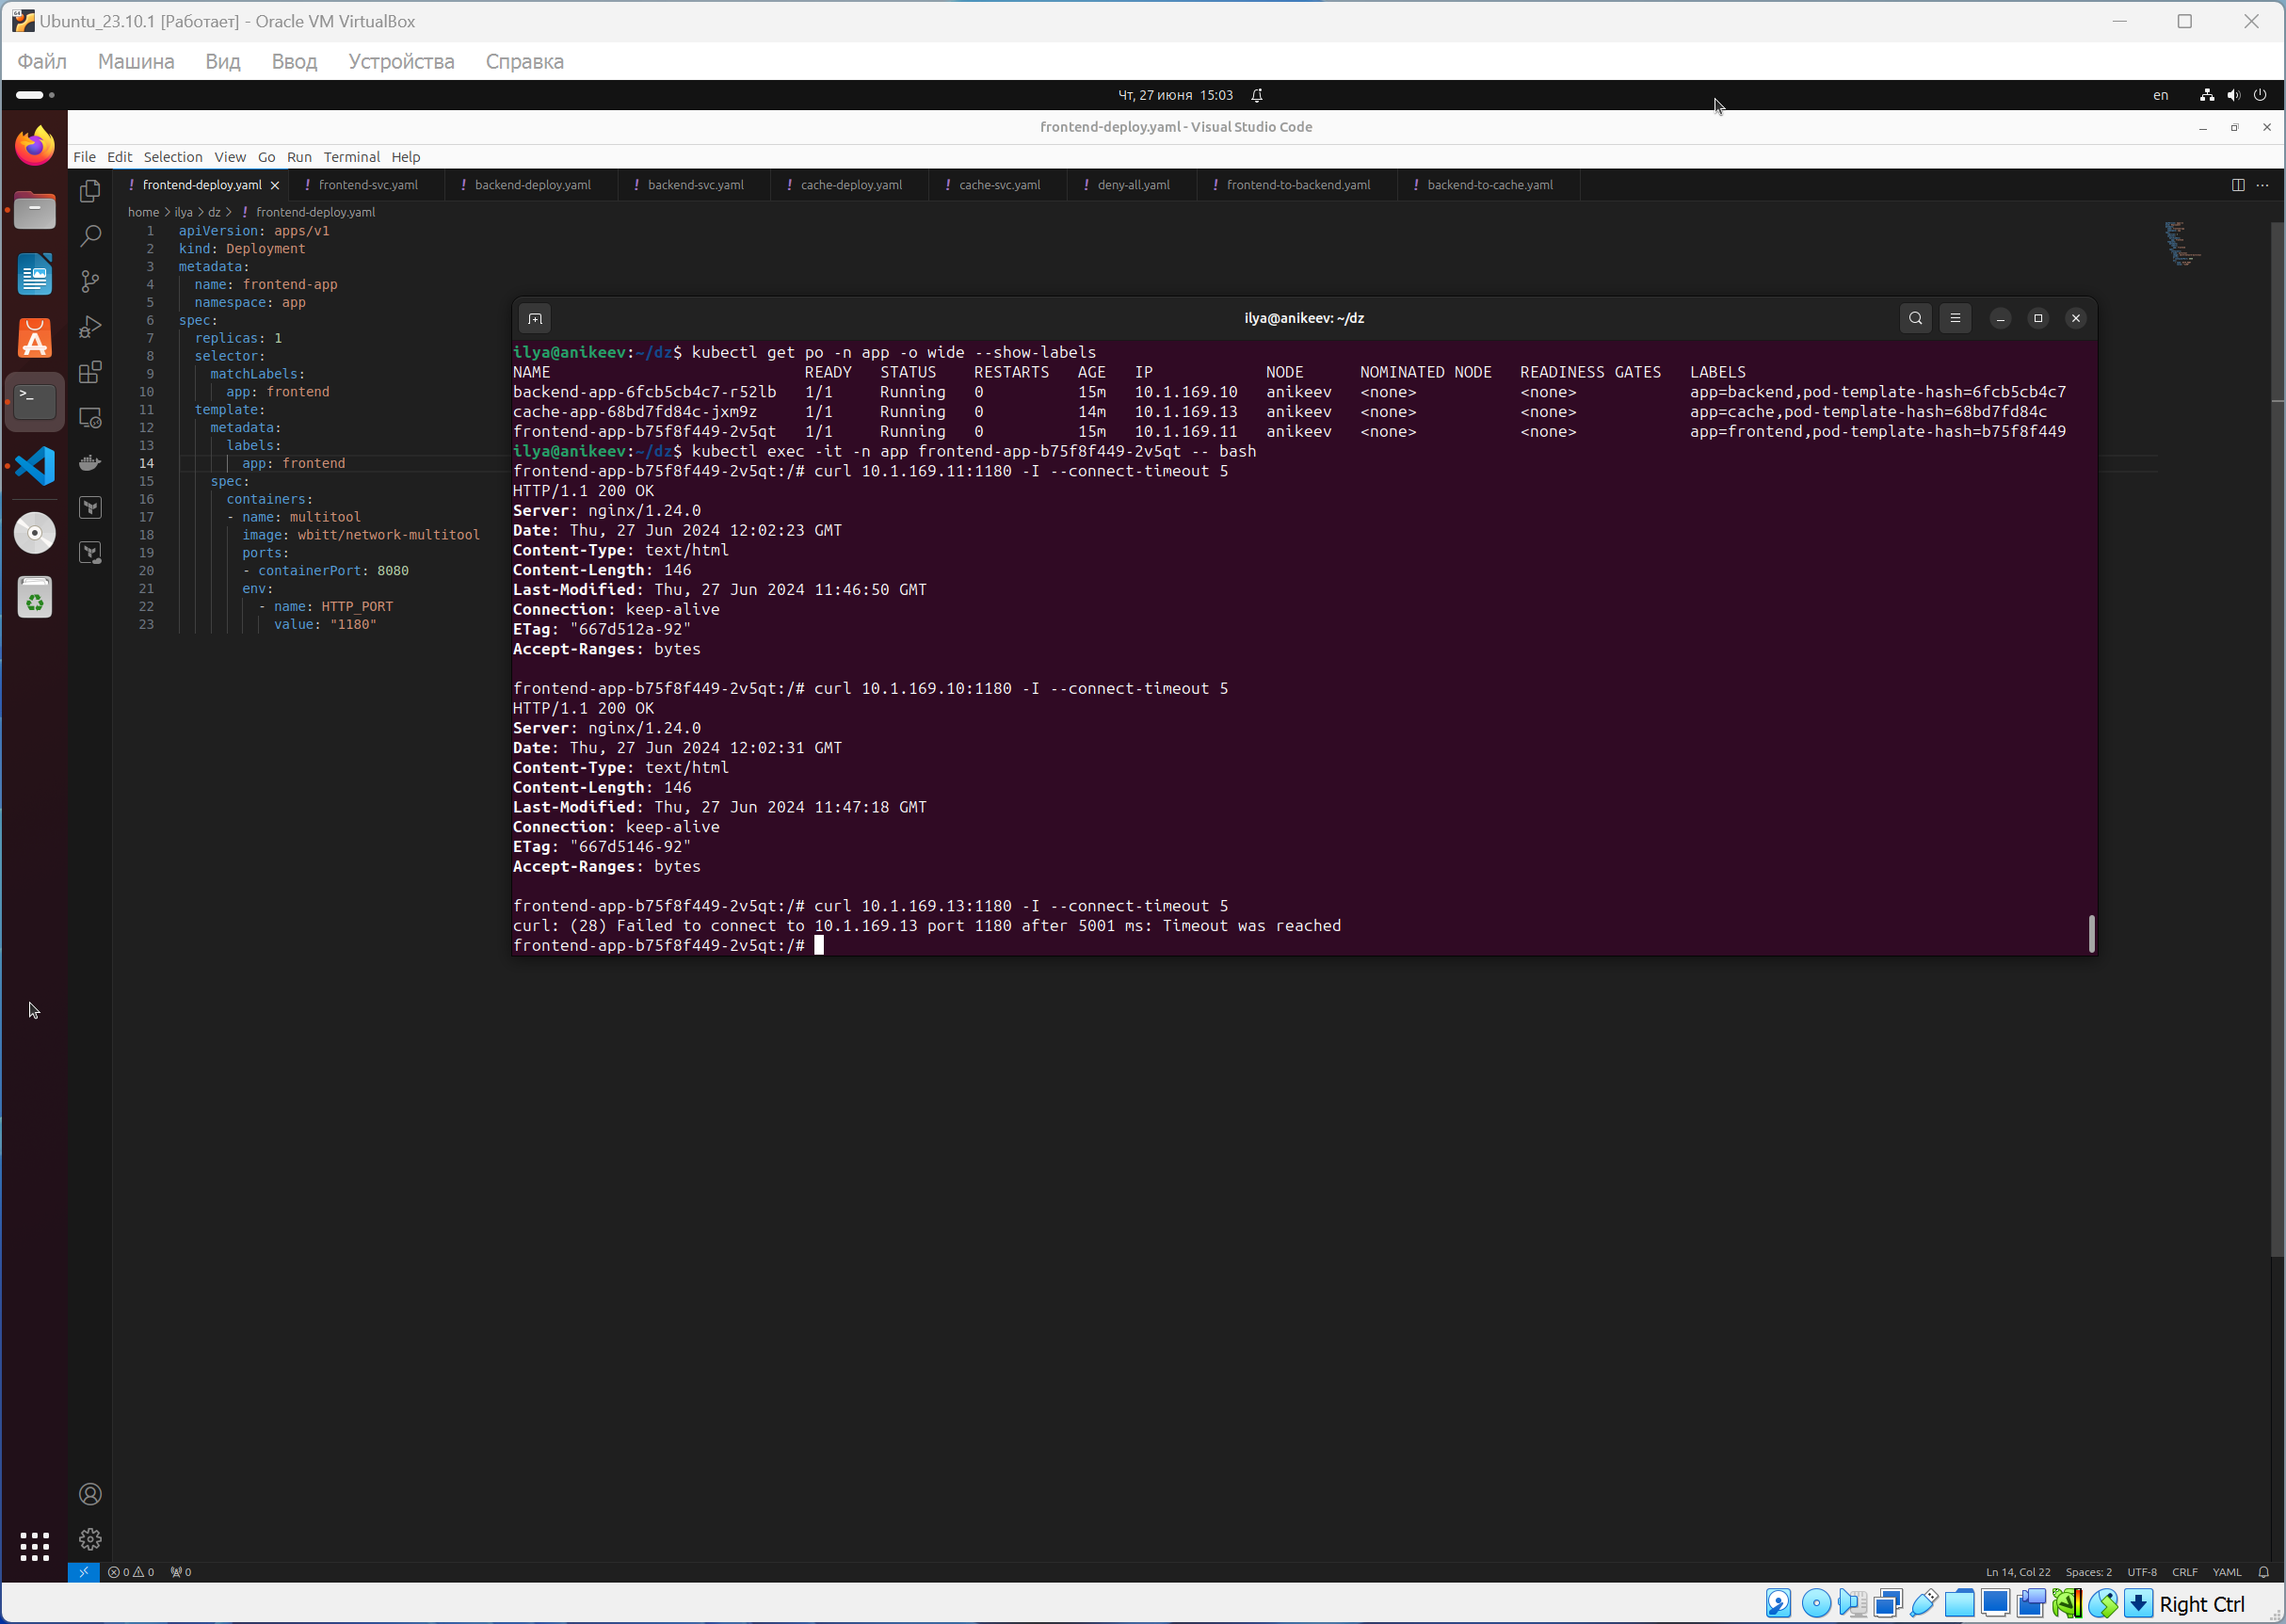 Ubuntu_23.10.1 [Работает] - Oracle VM VirtualBox
Файл Машина Вид Ввод Устройства Справка
Чт, 27 июня 15:03
en
frontend-deploy.yaml - Visual Studio Code
File Edit Selection View Go Run Terminal Help
! frontend-deploy.yaml ! frontend-svc.yaml ! backend-deploy.yaml ! backend-svc.yaml ! cache-deploy.yaml ! cache-svc.yaml ! deny-all.yaml ! frontend-to-backend.yaml ! backend-to-cache.yaml
home > ilya > dz > ! frontend-deploy.yaml
1 apiVersion: apps/v1
2 kind: Deployment
3 metadata:
4 name: frontend-app
5 namespace: app
6 spec:
7 replicas: 1
8 selector:
9 matchLabels:
10 app: frontend
11 template:
12 metadata:
13 labels:
14 app: frontend
15 spec:
16 containers:
17 - name: multitool
18 image: wbitt/network-multitool
19 ports:
20 - containerPort: 8080
21 env:
22 - name: HTTP_PORT
23 value: "1180"
ilya@anikeev: ~/dz
ilya@anikeev:~/dz$ kubectl get po -n app -o wide --show-labels
NAME READY STATUS RESTARTS AGE IP NODE NOMINATED NODE READINESS GATES LABELS
backend-app-6fcb5cb4c7-r52lb 1/1 Running 0 15m 10.1.169.10 anikeev <none> <none> app=backend,pod-template-hash=6fcb5cb4c7
cache-app-68bd7fd84c-jxm9z 1/1 Running 0 14m 10.1.169.13 anikeev <none> <none> app=cache,pod-template-hash=68bd7fd84c
frontend-app-b75f8f449-2v5qt 1/1 Running 0 15m 10.1.169.11 anikeev <none> <none> app=frontend,pod-template-hash=b75f8f449
ilya@anikeev:~/dz$ kubectl exec -it -n app frontend-app-b75f8f449-2v5qt -- bash
frontend-app-b75f8f449-2v5qt:/# curl 10.1.169.11:1180 -I --connect-timeout 5
HTTP/1.1 200 OK
Server: nginx/1.24.0
Date: Thu, 27 Jun 2024 12:02:23 GMT
Content-Type: text/html
Content-Length: 146
Last-Modified: Thu, 27 Jun 2024 11:46:50 GMT
Connection: keep-alive
ETag: "667d512a-92"
Accept-Ranges: bytes
frontend-app-b75f8f449-2v5qt:/# curl 10.1.169.10:1180 -I --connect-timeout 5
HTTP/1.1 200 OK
Server: nginx/1.24.0
Date: Thu, 27 Jun 2024 12:02:31 GMT
Content-Type: text/html
Content-Length: 146
Last-Modified: Thu, 27 Jun 2024 11:47:18 GMT
Connection: keep-alive
ETag: "667d5146-92"
Accept-Ranges: bytes
frontend-app-b75f8f449-2v5qt:/# curl 10.1.169.13:1180 -I --connect-timeout 5
curl: (28) Failed to connect to 10.1.169.13 port 1180 after 5001 ms: Timeout was reached
frontend-app-b75f8f449-2v5qt:/#
0 0 0
Ln 14, Col 22 Spaces: 2 UTF-8 CRLF YAML
Right Ctrl